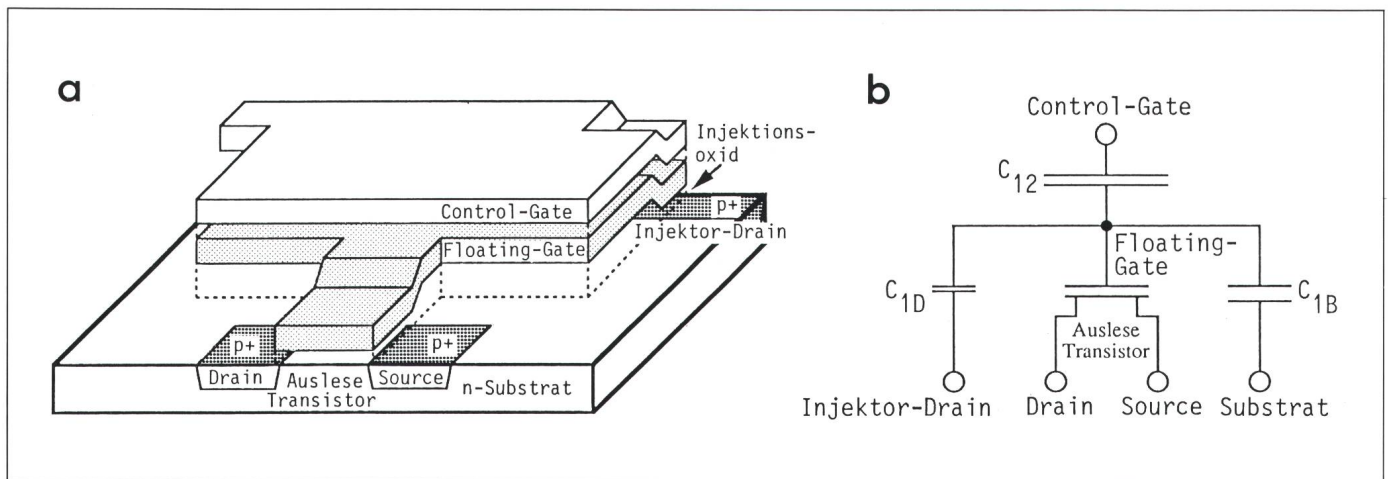 a
Injektions-
oxid
Control-Gate
p+
Injektor-Drain
Floating-Gate
p+
p+
Drain
Auslese
Transistor
Source
n-Substrat
b
Control-Gate
C12
Floating-
Gate
C1D
C1B
Auslese
Transistor
Injektor-Drain
Drain
Source
Substrat